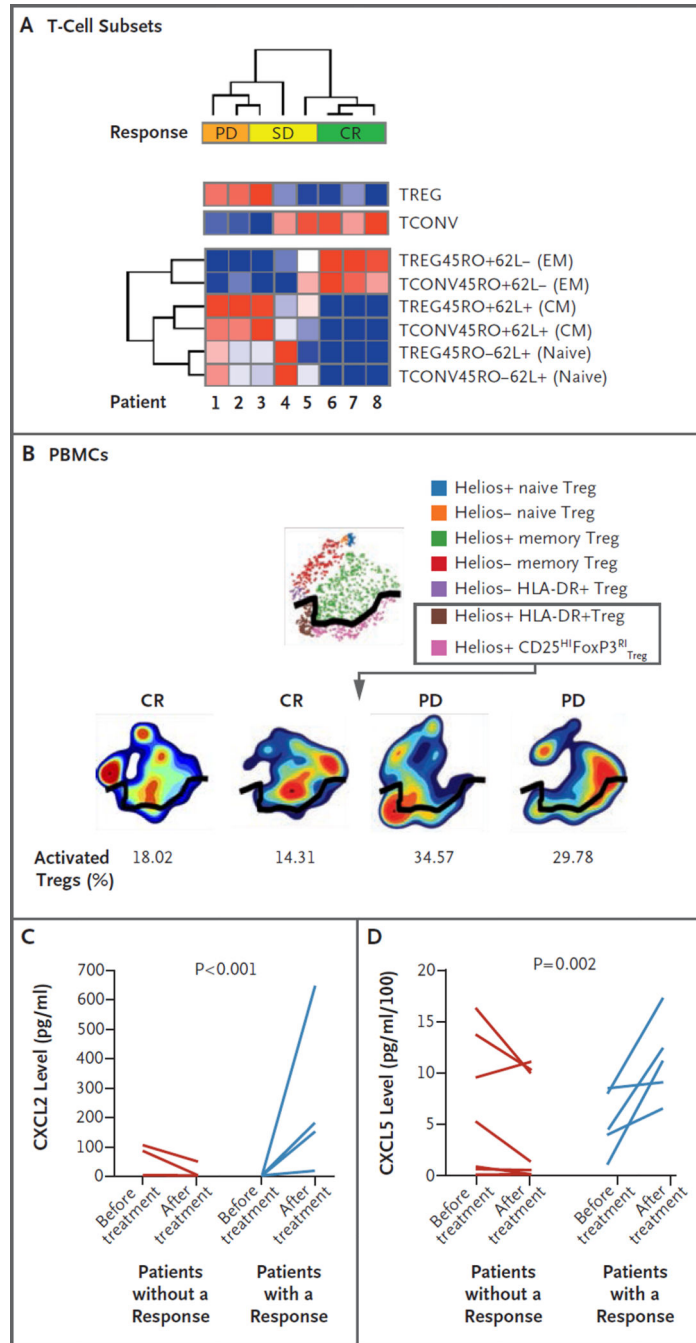 A T-Cell Subsets
Response PD SD CR
TREG
TCONV
TREG45RO+62L− (EM)
TCONV45RO+62L− (EM)
TREG45RO+62L+ (CM)
TCONV45RO+62L+ (CM)
TREG45RO−62L+ (Naive)
TCONV45RO−62L+ (Naive)
Patient 1 2 3 4 5 6 7 8
B PBMCs
Helios+ naive Treg
Helios− naive Treg
Helios+ memory Treg
Helios− memory Treg
Helios− HLA-DR+ Treg
Helios+ HLA-DR+Treg
Helios+ CD25HIFoxP3RI Treg
CR CR PD PD
Activated Tregs (%) 18.02 14.31 34.57 29.78
C
P<0.001
CXCL2 Level (pg/ml)
700
600
500
400
300
200
100
0
Before treatment
After treatment
Before treatment
After treatment
Patients without a Response
Patients with a Response
D
P=0.002
CXCL5 Level (pg/ml/100)
20
15
10
5
0
Before treatment
After treatment
Before treatment
After treatment
Patients without a Response
Patients with a Response